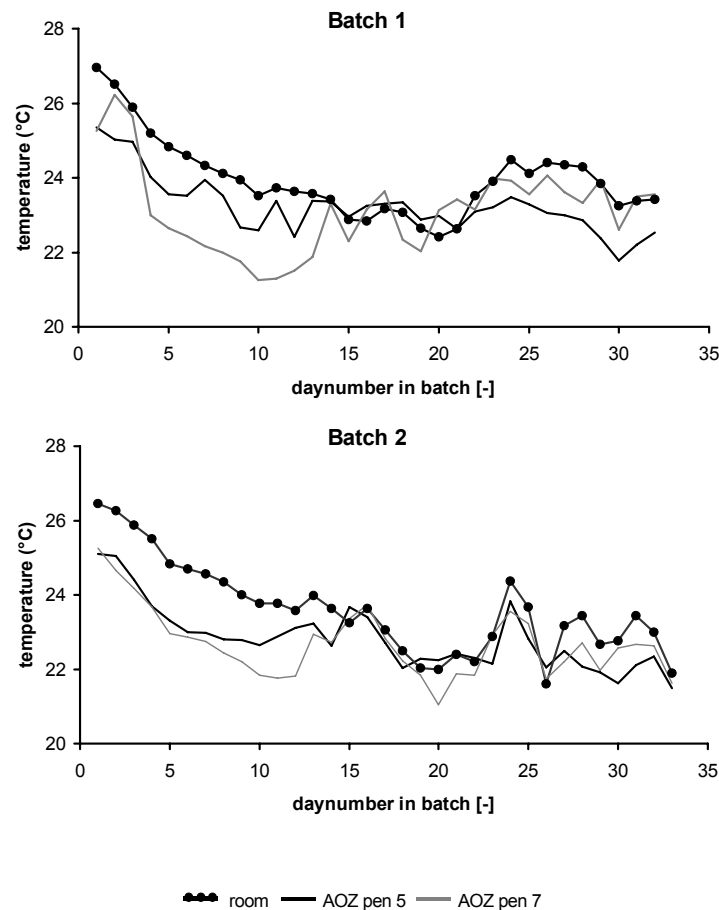 Batch 1
28
26
24
22
20
temperature (°C)
0 5 10 15 20 25 30 35
daynumber in batch [-]
Batch 2
28
26
24
22
20
temperature (°C)
0 5 10 15 20 25 30 35
daynumber in batch [-]
room AOZ pen 5 AOZ pen 7